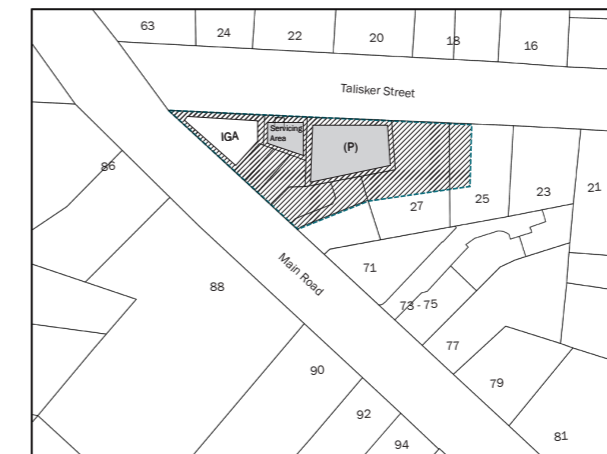 63
24
22
20
18
16
Talisker Street
IGA
Servicing
Area
(P)
86
27
25
23
21
Main Road
71
88
73 - 75
77
90
79
92
81
94